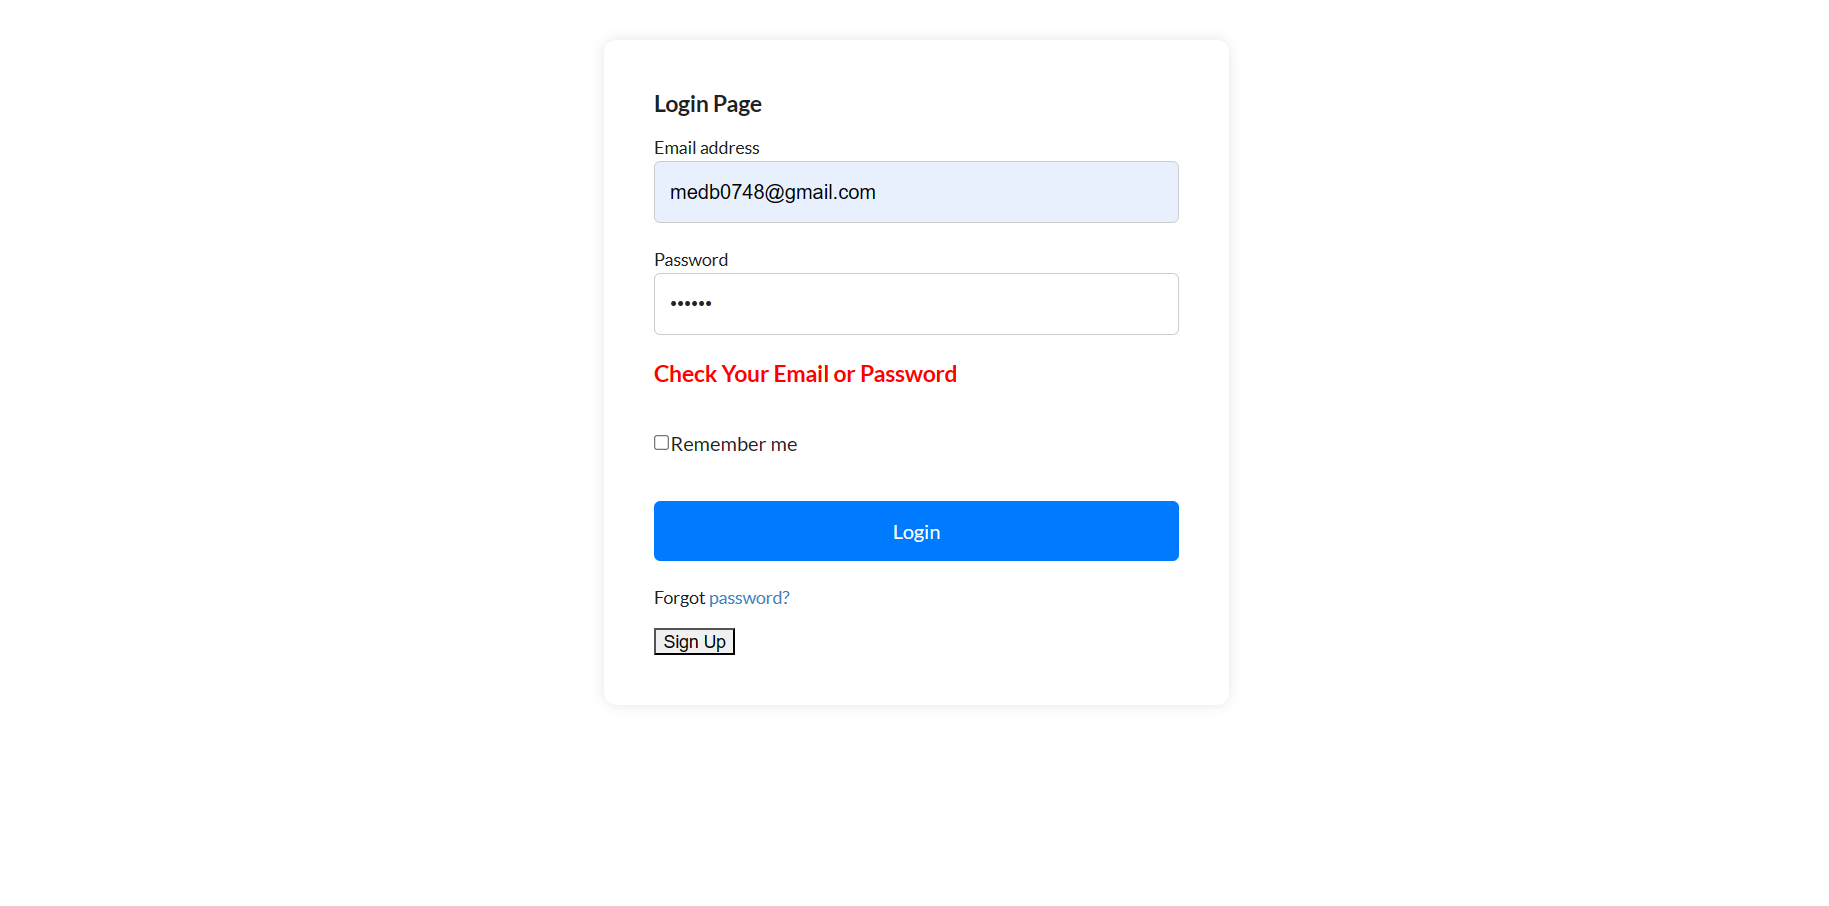 Login Page
Email address
medb0748@gmail.com
Password
••••••
Check Your Email or Password
Remember me
Login
Forgot password?
Sign Up